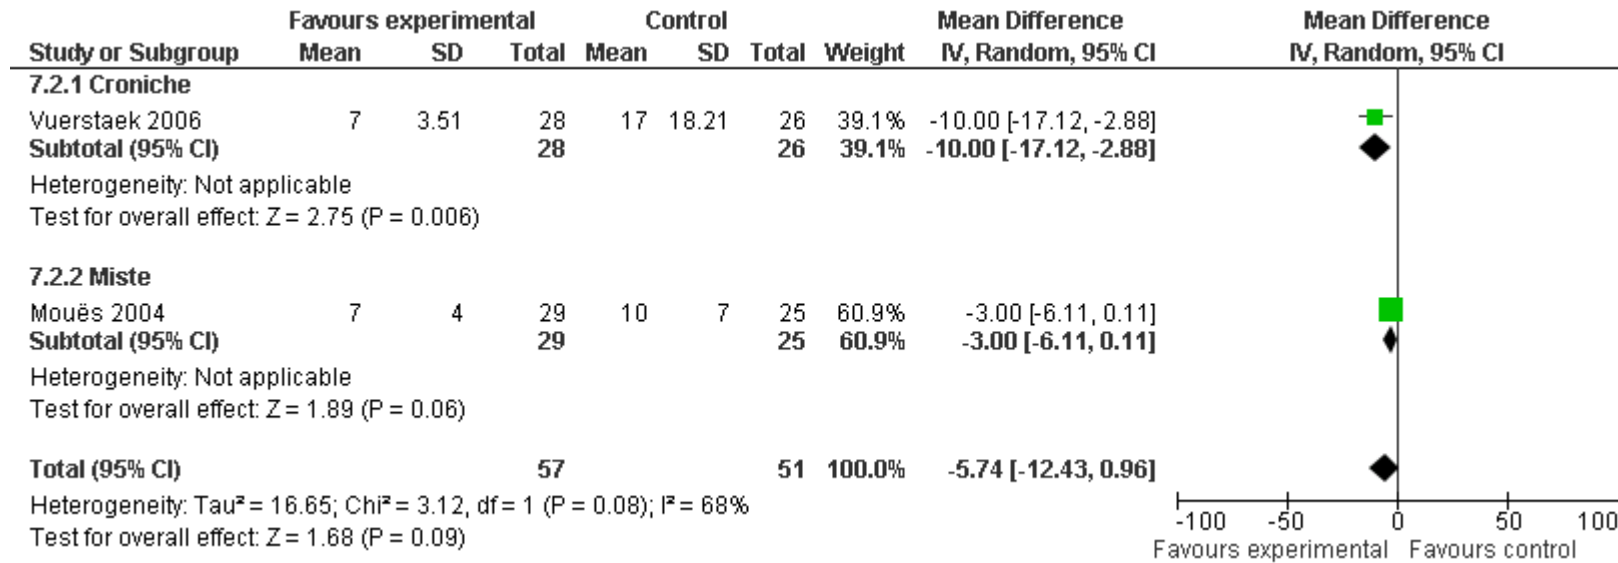 Favours experimental Control Mean Difference Mean Difference
Study or Subgroup Mean SD Total Mean SD Total Weight IV, Random, 95% CI IV, Random, 95% CI
7.2.1 Croniche
Vuerstaek 2006 7 3.51 28 17 18.21 26 39.1% -10.00 [-17.12, -2.88]
Subtotal (95% CI) 28 26 39.1% -10.00 [-17.12, -2.88]
Heterogeneity: Not applicable
Test for overall effect: Z = 2.75 (P = 0.006)
7.2.2 Miste
Mouës 2004 7 4 29 10 7 25 60.9% -3.00 [-6.11, 0.11]
Subtotal (95% CI) 29 25 60.9% -3.00 [-6.11, 0.11]
Heterogeneity: Not applicable
Test for overall effect: Z = 1.89 (P = 0.06)
Total (95% CI) 57 51 100.0% -5.74 [-12.43, 0.96]
Heterogeneity: Tau² = 16.65; Chi² = 3.12, df = 1 (P = 0.08); I² = 68%
Test for overall effect: Z = 1.68 (P = 0.09)
-100 -50 0 50 100
Favours experimental Favours control